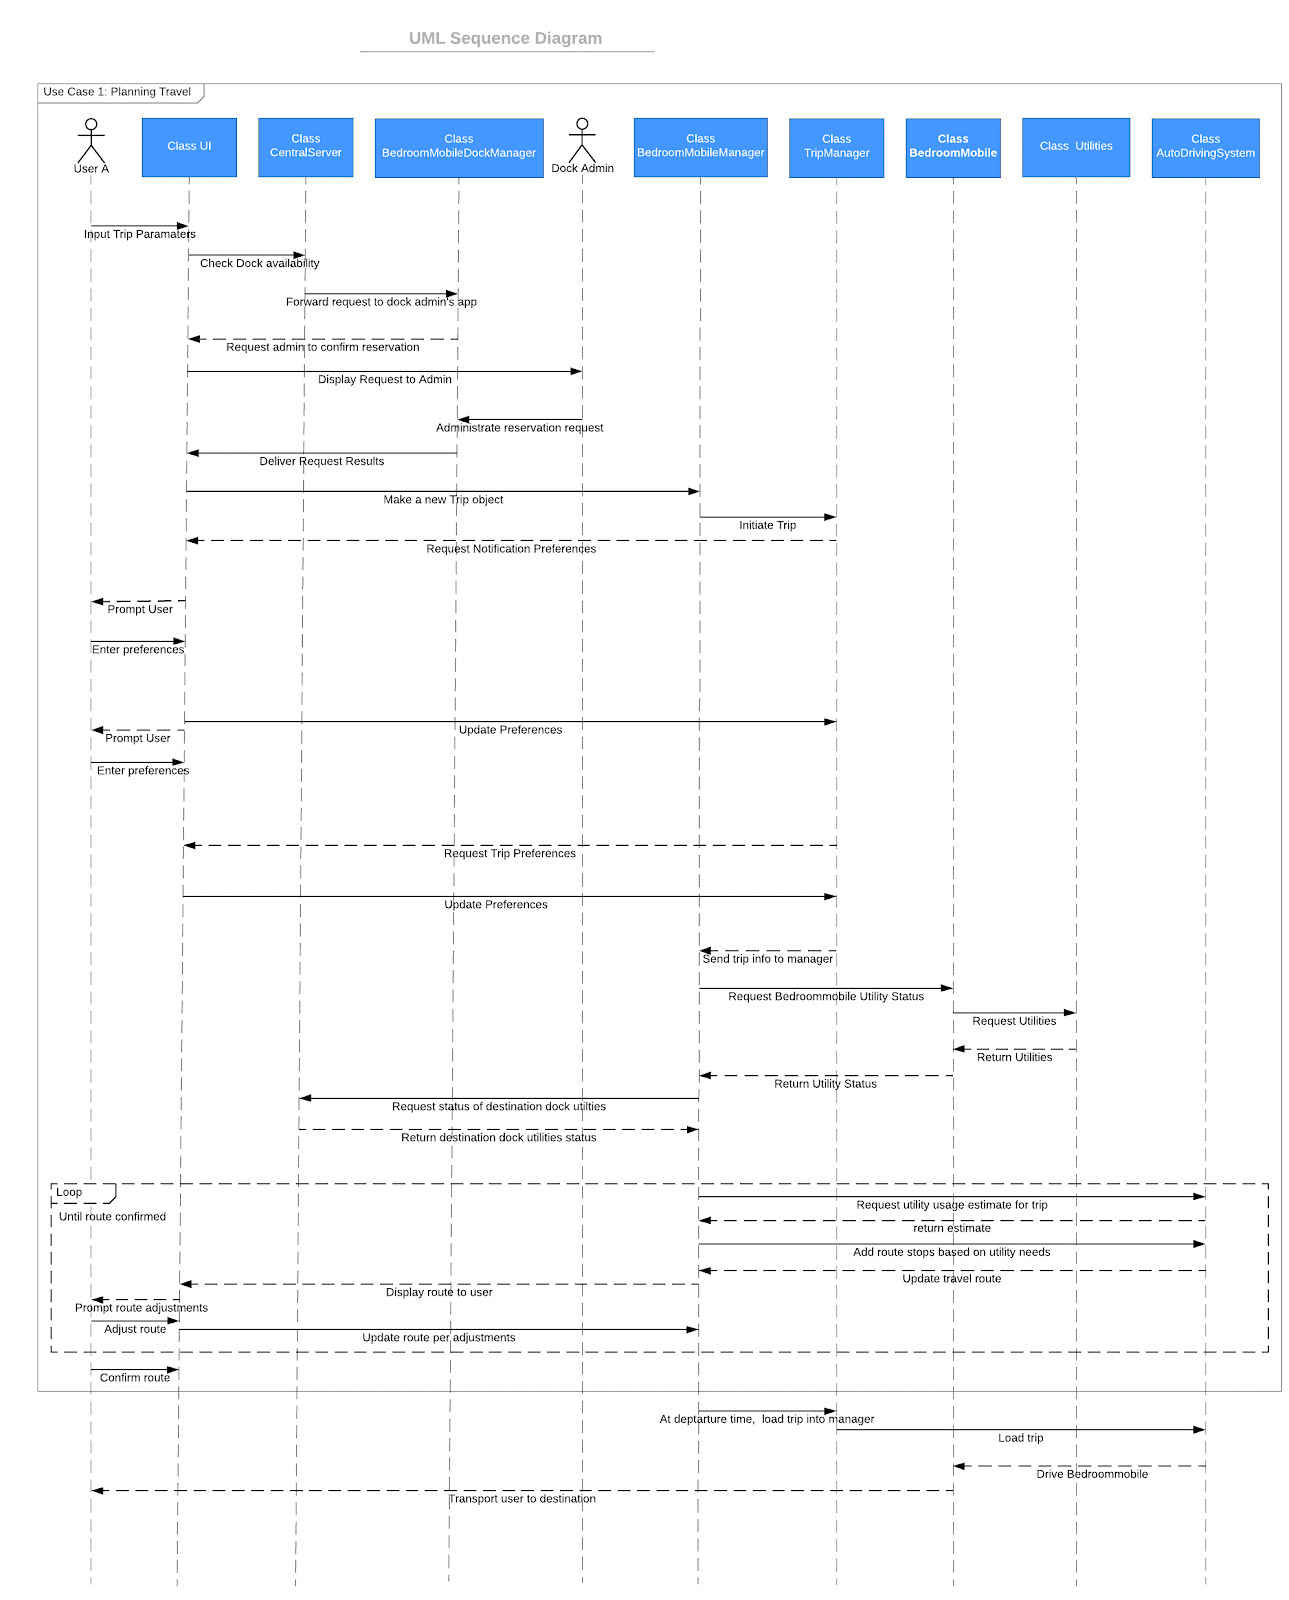 UML Sequence Diagram
Use Case 1: Planning Travel
User A
Class UI
Class
CentralServer
Class
BedroomMobileDockManager
Dock Admin
Class
BedroomMobileManager
Class
TripManager
Class
BedroomMobile
Class  Utilities
Class
AutoDrivingSystem
Input Trip Paramaters
Check Dock availability
Forward request to dock admin's app
Request admin to confirm reservation
Display Request to Admin
Administrate reservation request
Deliver Request Results
Make a new Trip object
Initiate Trip
Request Notification Preferences
Prompt User
Enter preferences
Update Preferences
Prompt User
Enter preferences
Request Trip Preferences
Update Preferences
Send trip info to manager
Request Bedroommobile Utility Status
Request Utilities
Return Utilities
Return Utility Status
Request status of destination dock utilties
Return destination dock utilities status
Loop
Until route confirmed
Request utility usage estimate for trip
return estimate
Add route stops based on utility needs
Update travel route
Display route to user
Prompt route adjustments
Adjust route
Update route per adjustments
Confirm route
At deptarture time,  load trip into manager
Load trip
Drive Bedroommobile
Transport user to destination